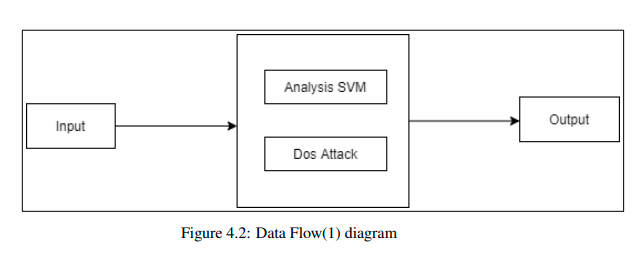 Input
Analysis SVM
Dos Attack
Output
Figure 4.2: Data Flow(1) diagram